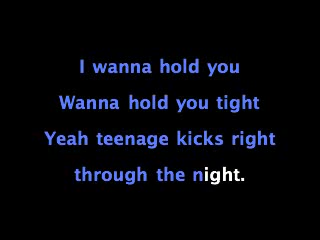 I wanna hold you
Wanna hold you tight
Yeah teenage kicks right
through the night.